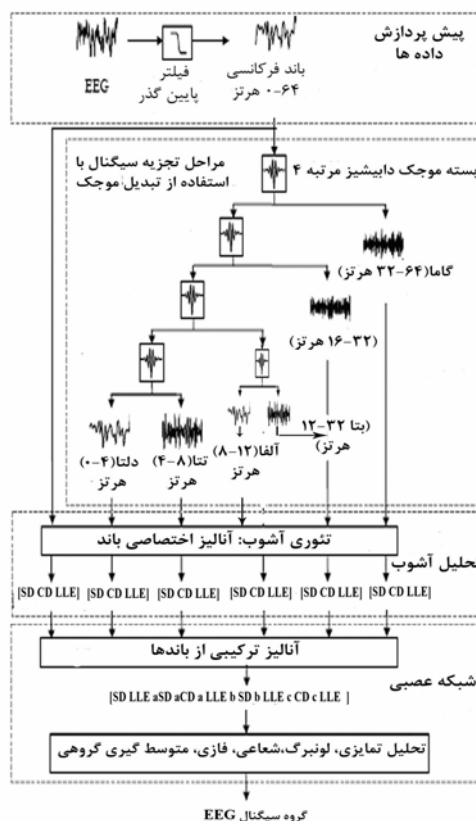 پیش پردازش
داده ها
EEG
فیلتر
پایین گذر
باند فرکانسی
۰-۶۴ هرتز
مراحل تجزیه سیگنال با
استفاده از تبدیل موجک
بسته موجک دابیشیز مرتبه ۴
گاما(۶۴-۳۲ هرتز)
(۳۲-۱۶ هرتز)
(بتا ۳۲-۱۲
هرتز)
آلفا(۱۲-۸)
هرتز
تتا(۸-۴)
هرتز
دلتا(۴-۰)
هرتز
تئوری آشوب: آنالیز اختصاصی باند
تحلیل آشوب
[SD CD LLE] [SD CD LLE] [SD CD LLE] [SD CD LLE] [SD CD LLE] [SD CD LLE]
آنالیز ترکیبی از باندها
شبکه عصبی
[SD LLE aSD aCD a LLE b SD b LLE c CD c LLE ]
تحلیل تمایزی، لونبرگ،شعاعی، فازی، متوسط گیری گروهی
گروه سیگنال EEG